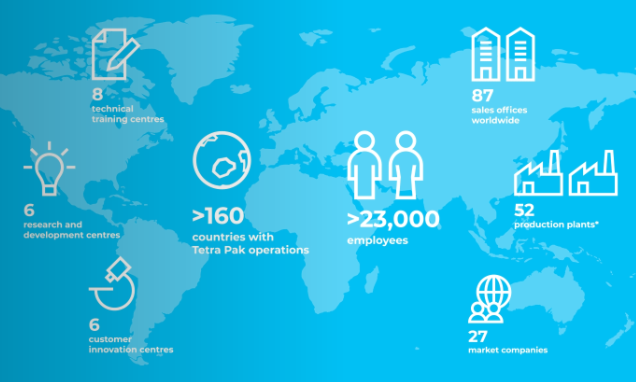 8
technical
training centres
87
sales offices
worldwide
6
research and
development centres
>160
countries with
Tetra Pak operations
>23,000
employees
52
production plants*
6
customer
innovation centres
27
market companies